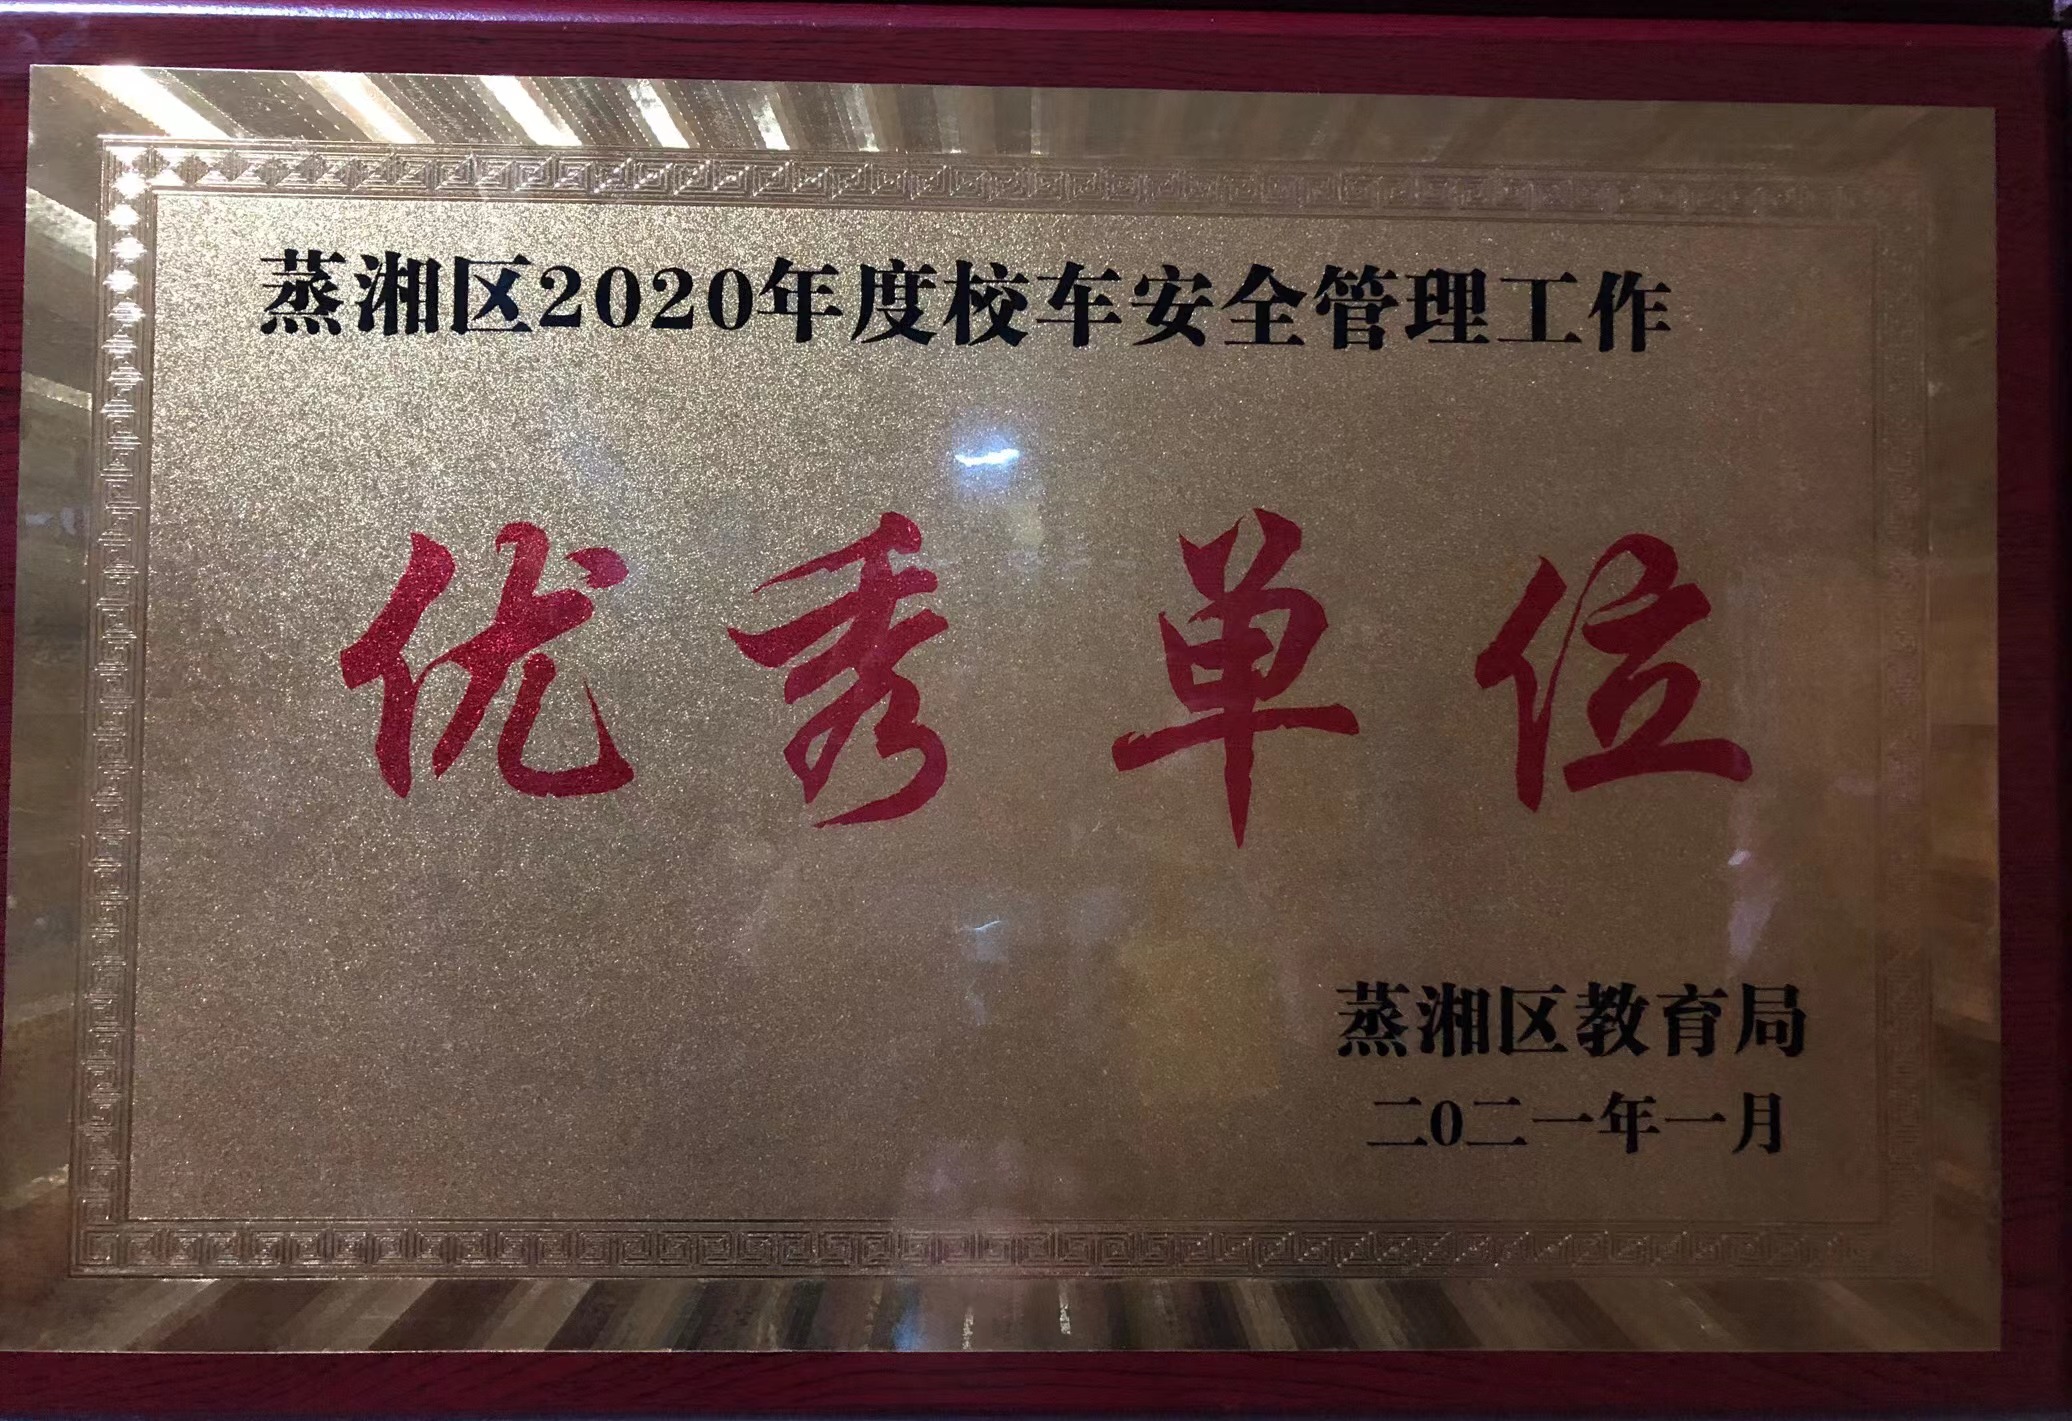 蒸湘区2020年度校车安全管理工作
优秀单位
蒸湘区教育局
二0二一年一月